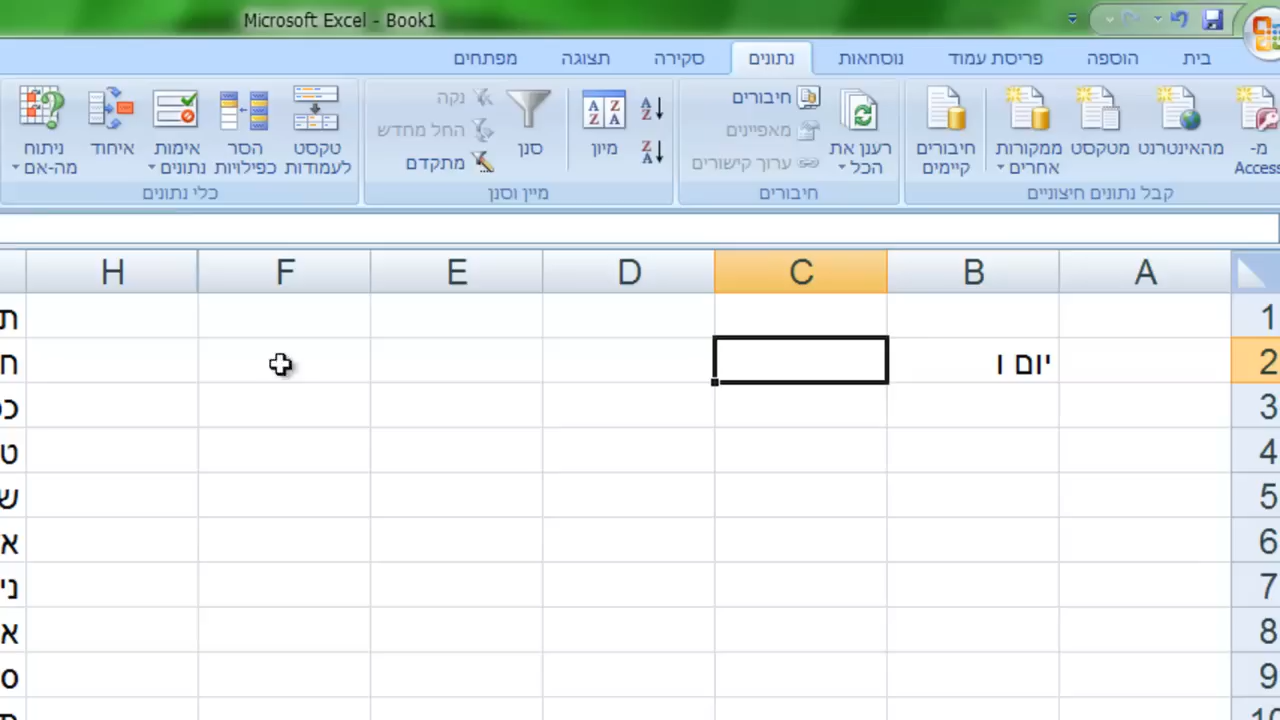 Microsoft Excel - Book1
בית
הוספה
פריסת עמוד
נוסחאות
נתונים
סקירה
תצוגה
מפתחים
מ-
Access
מהאינטרנט
מטקסט
ממקורות
אחרים
חיבורים
קיימים
קבל נתונים חיצוניים
רענן את
הכל
חיבורים
מאפיינים
ערוך קישורים
חיבורים
מיון
סנן
נקה
החל מחדש
מתקדם
מיין וסנן
טקסט
לעמודות
הסר
כפילויות
אימות
נתונים
איחוד
ניתוח
מה-אם
כלי נתונים
A B C D E F H
1
2 יום ו
3
4
5
6
7
8
9